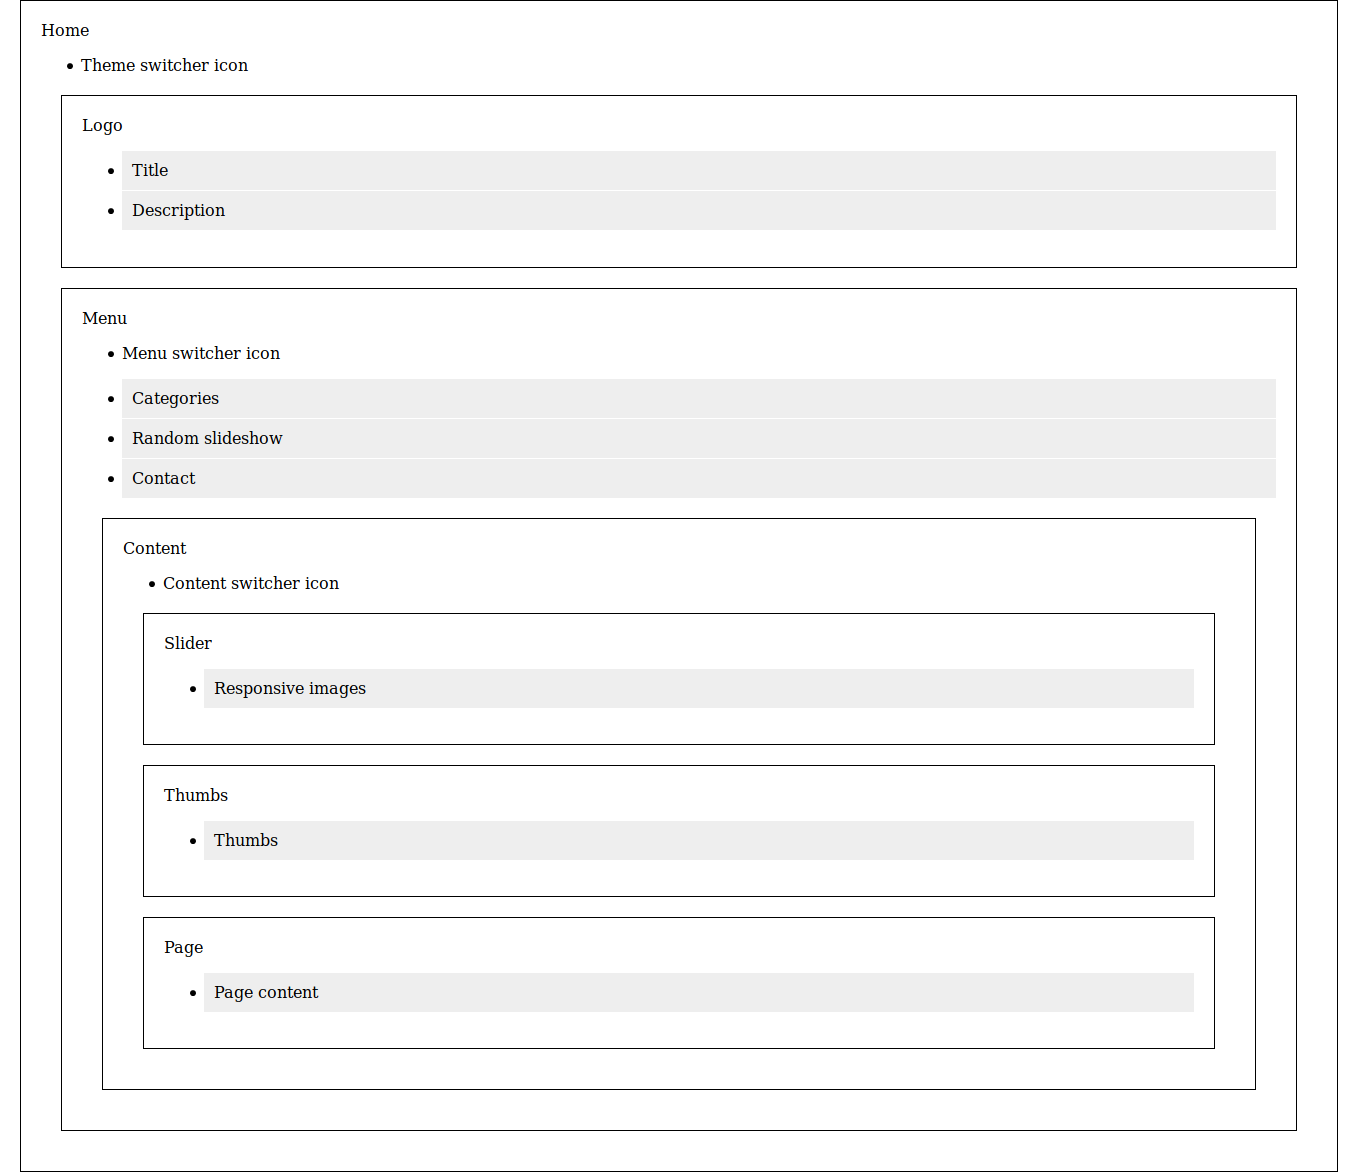 Home
• Theme switcher icon
Logo
• Title
• Description
Menu
• Menu switcher icon
• Categories
• Random slideshow
• Contact
Content
• Content switcher icon
Slider
• Responsive images
Thumbs
• Thumbs
Page
• Page content